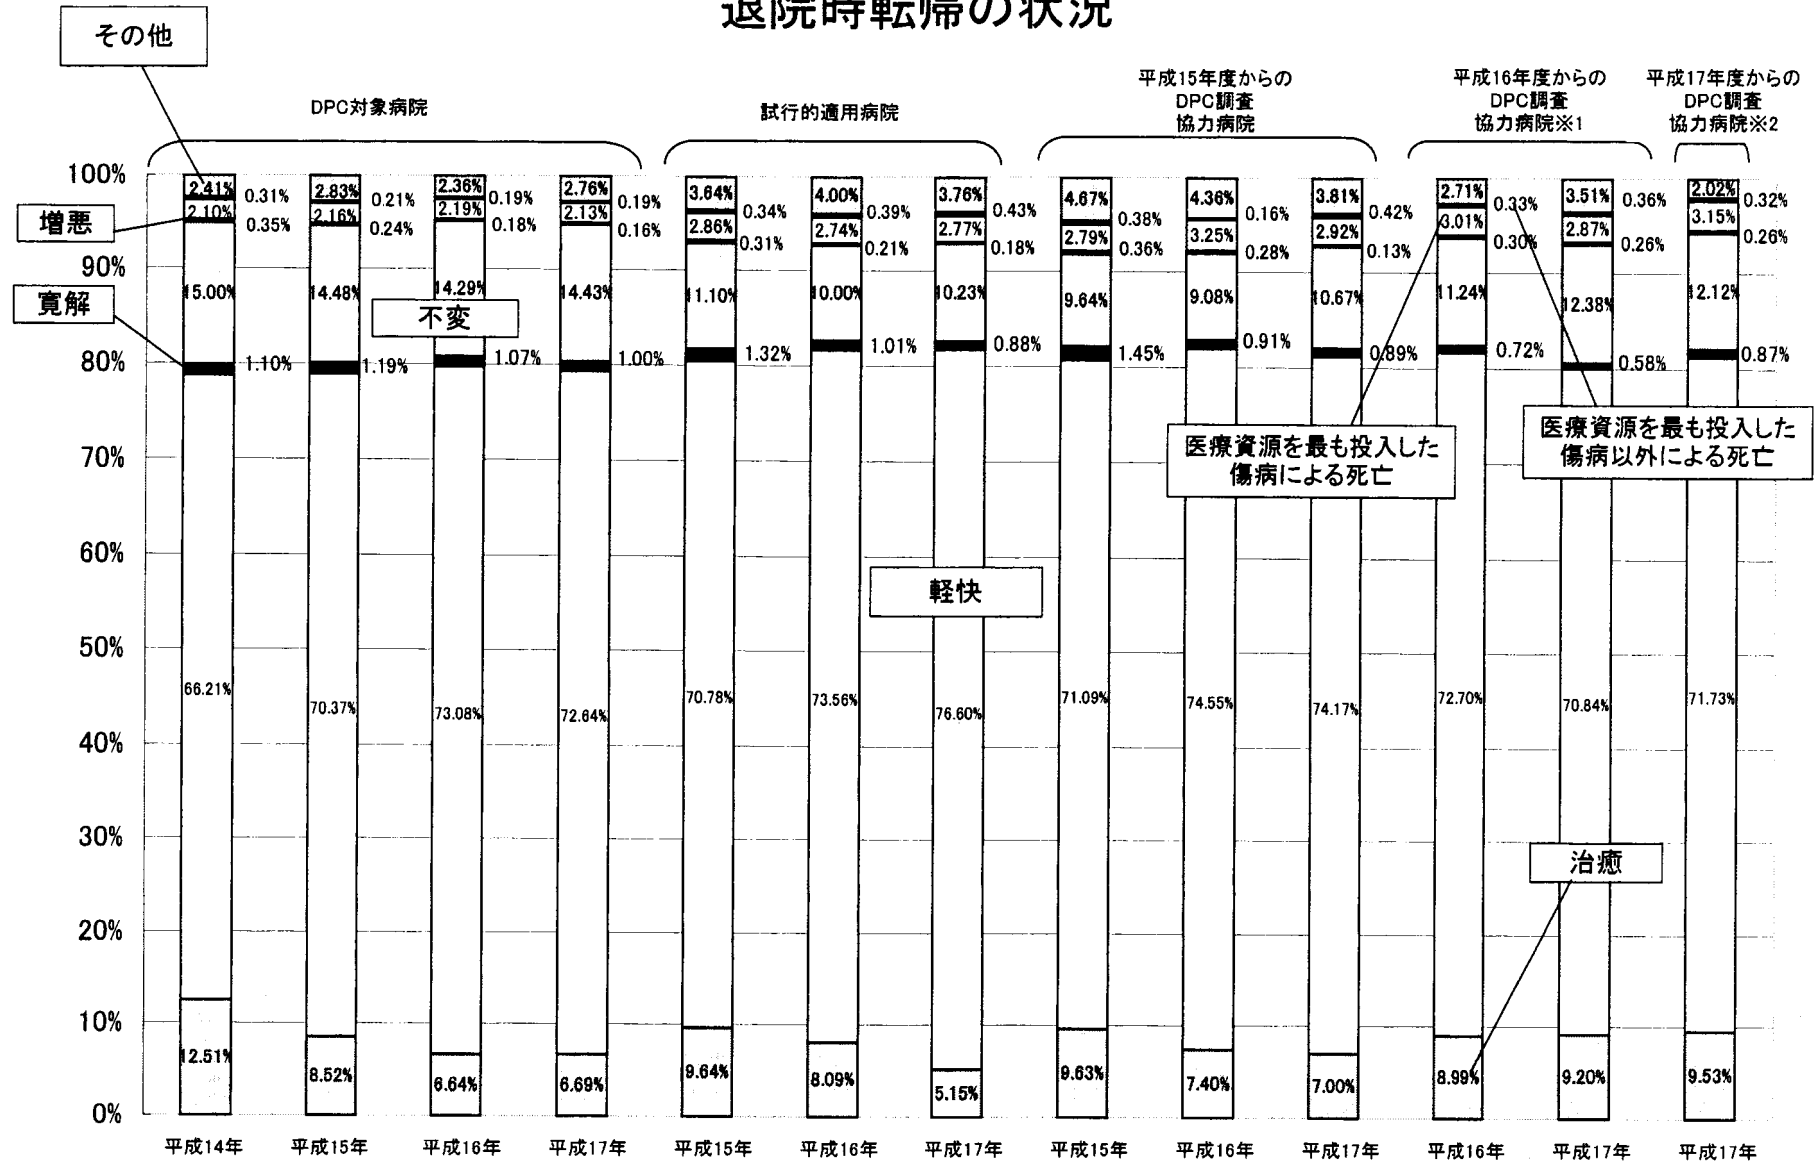 退院時転帰の状況
その他
DPC対象病院
試行的適用病院
平成15年度からの
DPC調査
協力病院
平成16年度からの
DPC調査
協力病院※1
平成17年度からの
DPC調査
協力病院※2
100%
90%
80%
70%
60%
50%
40%
30%
20%
10%
0%
増悪
寛解
不変
軽快
治癒
医療資源を最も投入した
傷病による死亡
医療資源を最も投入した
傷病以外による死亡
2.41% 0.31% 2.83% 0.21% 2.36% 0.19% 2.76% 0.19% 3.64% 0.34% 4.00% 0.39% 3.76% 0.43% 4.67% 0.38% 4.36% 0.16% 3.81% 0.42% 2.71% 0.33% 3.51% 0.36% 2.02% 0.32%
2.10% 0.35% 2.16% 0.24% 2.19% 0.18% 2.13% 0.16% 2.86% 0.31% 2.74% 0.21% 2.77% 0.18% 2.79% 0.36% 3.25% 0.28% 2.92% 0.13% 3.01% 0.30% 2.87% 0.26% 3.15% 0.26%
15.00% 14.48% 14.29% 14.43% 11.10% 10.00% 10.23% 9.64% 9.08% 10.67% 11.24% 12.38% 12.12%
1.10% 1.19% 1.07% 1.00% 1.32% 1.01% 0.88% 1.45% 0.91% 0.89% 0.72% 0.58% 0.87%
66.21% 70.37% 73.08% 72.64% 70.78% 73.56% 76.60% 71.09% 74.55% 74.17% 72.70% 70.84% 71.73%
12.51% 8.52% 6.64% 6.69% 9.64% 8.09% 5.15% 9.63% 7.40% 7.00% 8.99% 9.20% 9.53%
平成14年 平成15年 平成16年 平成17年 平成15年 平成16年 平成17年 平成15年 平成16年 平成17年 平成16年 平成17年 平成17年